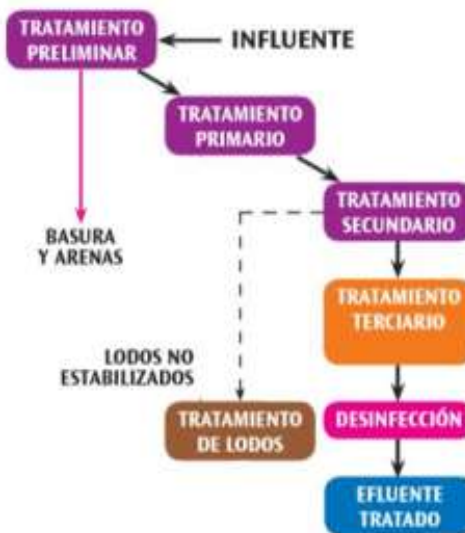 TRATAMIENTO
PRELIMINAR
INFLUENTE
TRATAMIENTO
PRIMARIO
TRATAMIENTO
SECUNDARIO
BASURA
Y ARENAS
TRATAMIENTO
TERCIARIO
LODOS NO
ESTABILIZADOS
TRATAMIENTO
DE LODOS
DESINFECCIÓN
EFLUENTE
TRATADO